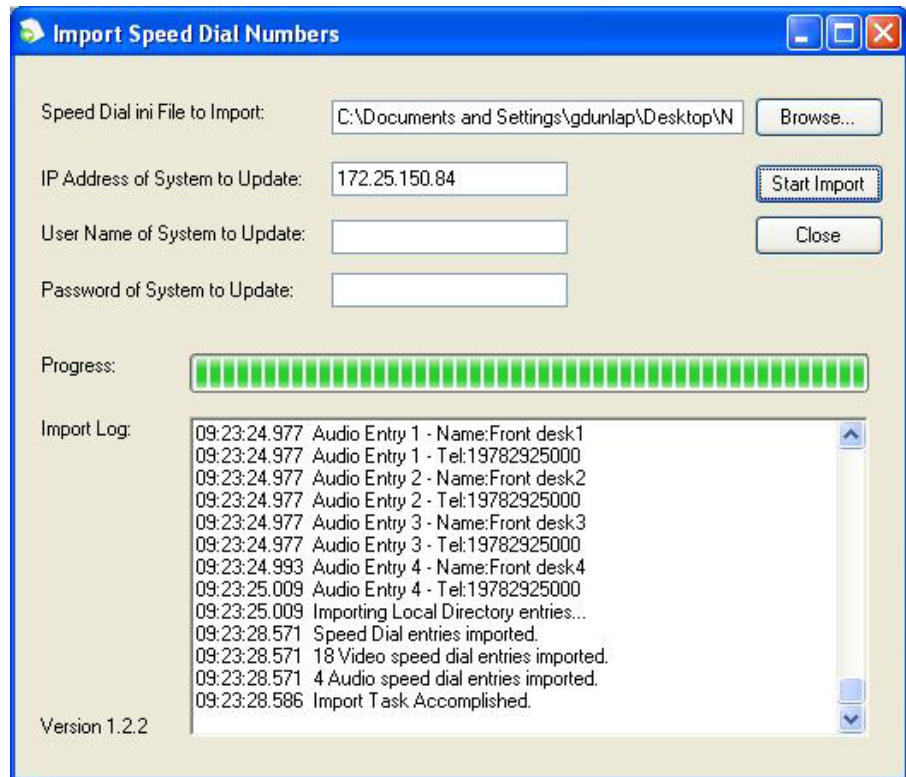 Import Speed Dial Numbers
Speed Dial ini File to Import: C:\Documents and Settings\gdunlap\Desktop\N Browse...
IP Address of System to Update: 172.25.150.84 Start Import
User Name of System to Update: Close
Password of System to Update:
Progress:
Import Log:
09:23:24.977 Audio Entry 1 - Name:Front desk1
09:23:24.977 Audio Entry 1 - Tel:19782925000
09:23:24.977 Audio Entry 2 - Name:Front desk2
09:23:24.977 Audio Entry 2 - Tel:19782925000
09:23:24.977 Audio Entry 3 - Name:Front desk3
09:23:24.977 Audio Entry 3 - Tel:19782925000
09:23:24.993 Audio Entry 4 - Name:Front desk4
09:23:25.009 Audio Entry 4 - Tel:19782925000
09:23:25.009 Importing Local Directory entries...
09:23:28.571 Speed Dial entries imported.
09:23:28.571 18 Video speed dial entries imported.
09:23:28.571 4 Audio speed dial entries imported.
09:23:28.586 Import Task Accomplished.
Version 1.2.2